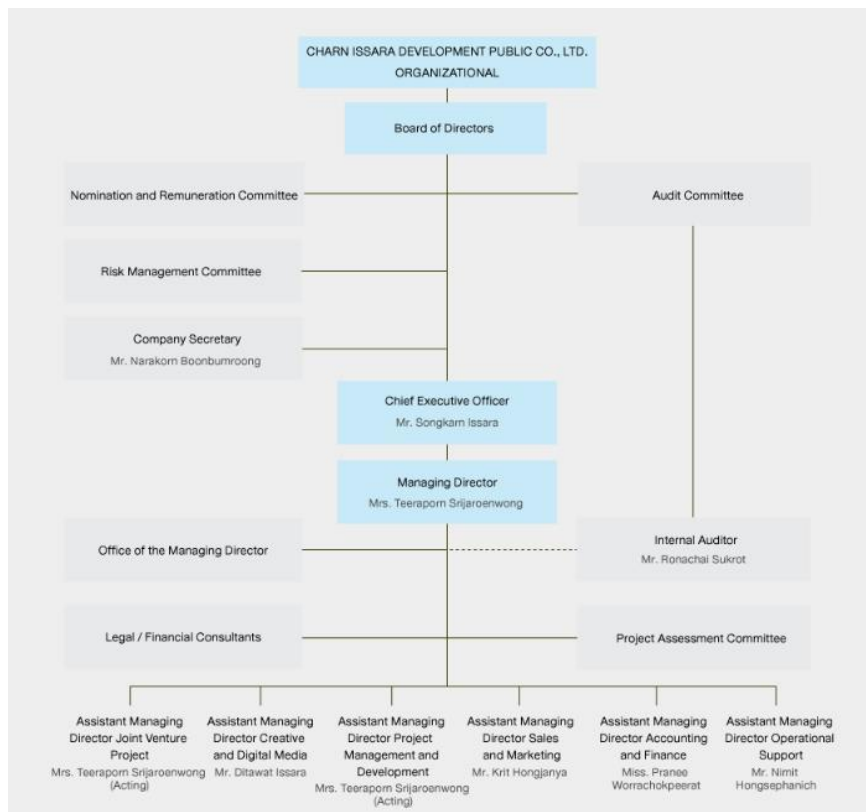 CHARN ISSARA DEVELOPMENT PUBLIC CO., LTD.
ORGANIZATIONAL
Board of Directors
Nomination and Remuneration Committee
Audit Committee
Risk Management Committee
Company Secretary
Mr. Narakorn Boonbumroong
Chief Executive Officer
Mr. Songkarn Issara
Managing Director
Mrs. Teeraporn Srijaroenwong
Office of the Managing Director
Internal Auditor
Mr. Ronachai Sukrot
Legal / Financial Consultants
Project Assessment Committee
Assistant Managing
Director Joint Venture
Project
Mrs. Teeraporn Srijaroenwong
(Acting)
Assistant Managing
Director Creative
and Digital Media
Mr. Ditawat Issara
Assistant Managing
Director Project
Management and
Development
Mrs. Teeraporn Srijaroenwong
(Acting)
Assistant Managing
Director Sales
and Marketing
Mr. Krit Hongjanya
Assistant Managing
Director Accounting
and Finance
Miss. Pranee
Worrachokpeerat
Assistant Managing
Director Operational
Support
Mr. Nimit
Hongsephanich